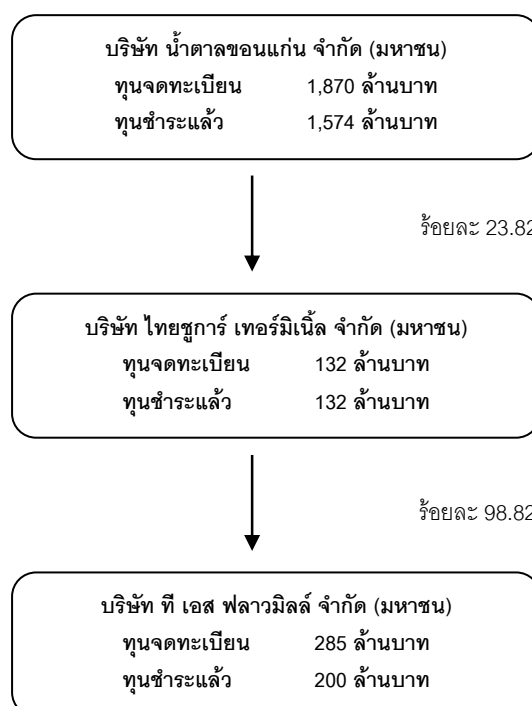 บริษัท น้ำตาลขอนแก่น จำกัด (มหาชน)
ทุนจดทะเบียน 1,870 ล้านบาท
ทุนชำระแล้ว 1,574 ล้านบาท
ร้อยละ 23.82
บริษัท ไทยชูการ์ เทอร์มิเนิ้ล จำกัด (มหาชน)
ทุนจดทะเบียน 132 ล้านบาท
ทุนชำระแล้ว 132 ล้านบาท
ร้อยละ 98.82
บริษัท ที เอส ฟลาวมิลล์ จำกัด (มหาชน)
ทุนจดทะเบียน 285 ล้านบาท
ทุนชำระแล้ว 200 ล้านบาท